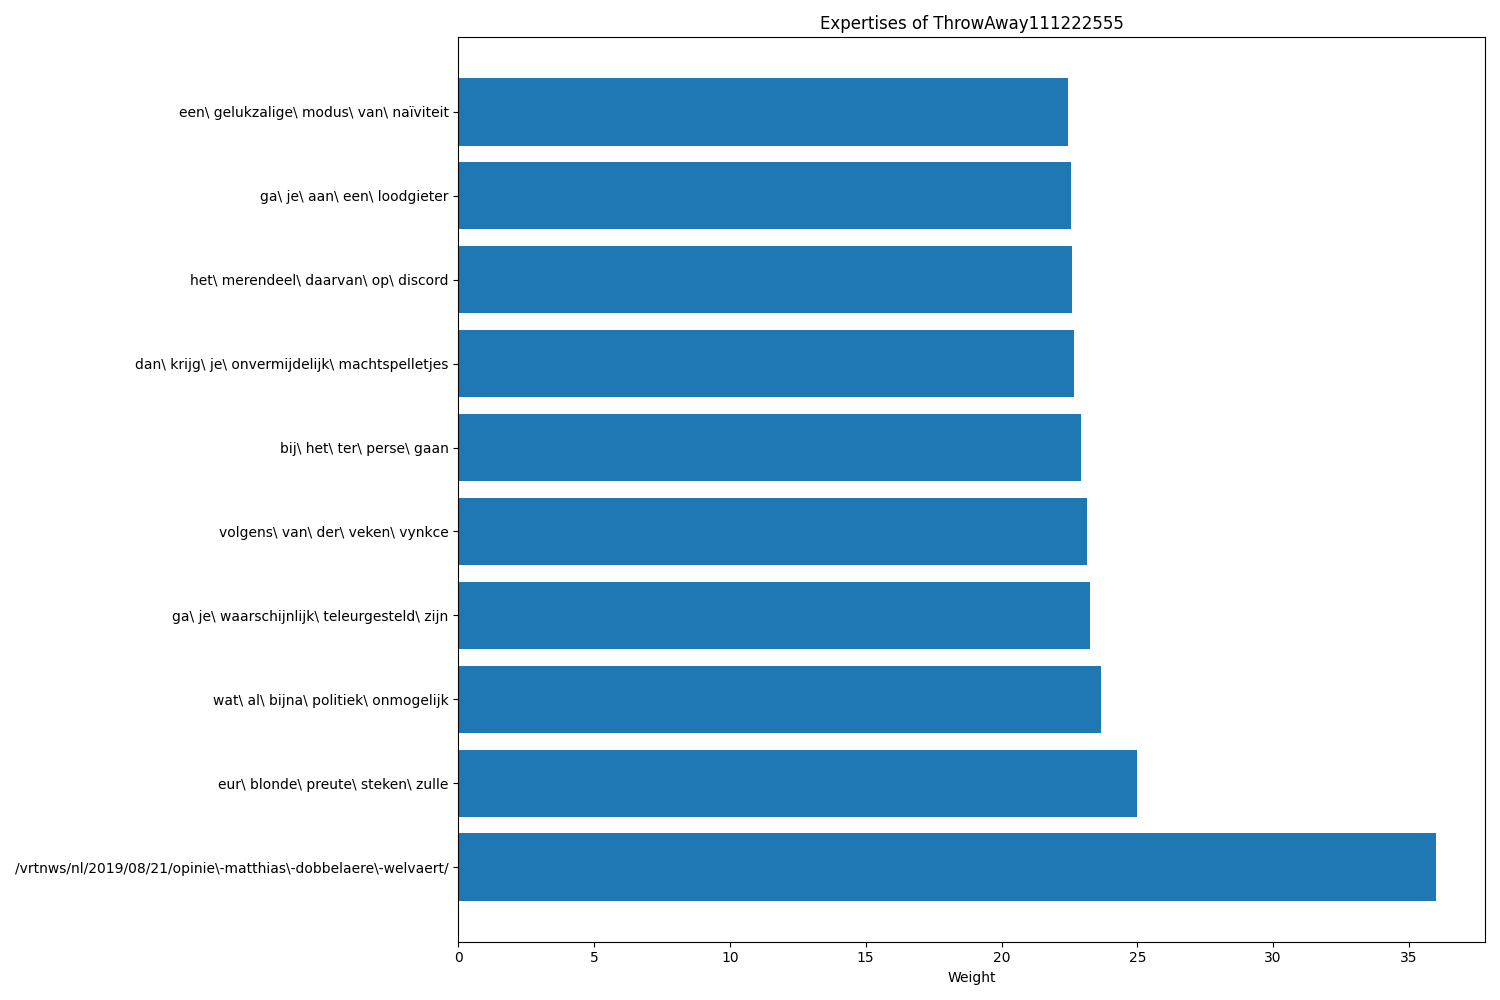 Expertises of ThrowAway111222555
een\ gelukzalige\ modus\ van\ naïviteit
ga\ je\ aan\ een\ loodgieter
het\ merendeel\ daarvan\ op\ discord
dan\ krijg\ je\ onvermijdelijk\ machtspelletjes
bij\ het\ ter\ perse\ gaan
volgens\ van\ der\ veken\ vynkce
ga\ je\ waarschijnlijk\ teleurgesteld\ zijn
wat\ al\ bijna\ politiek\ onmogelijk
eur\ blonde\ preute\ steken\ zulle
/vrtnws/nl/2019/08/21/opinie\-matthias\-dobbelaere\-welvaert/
0 5 10 15 20 25 30 35
Weight